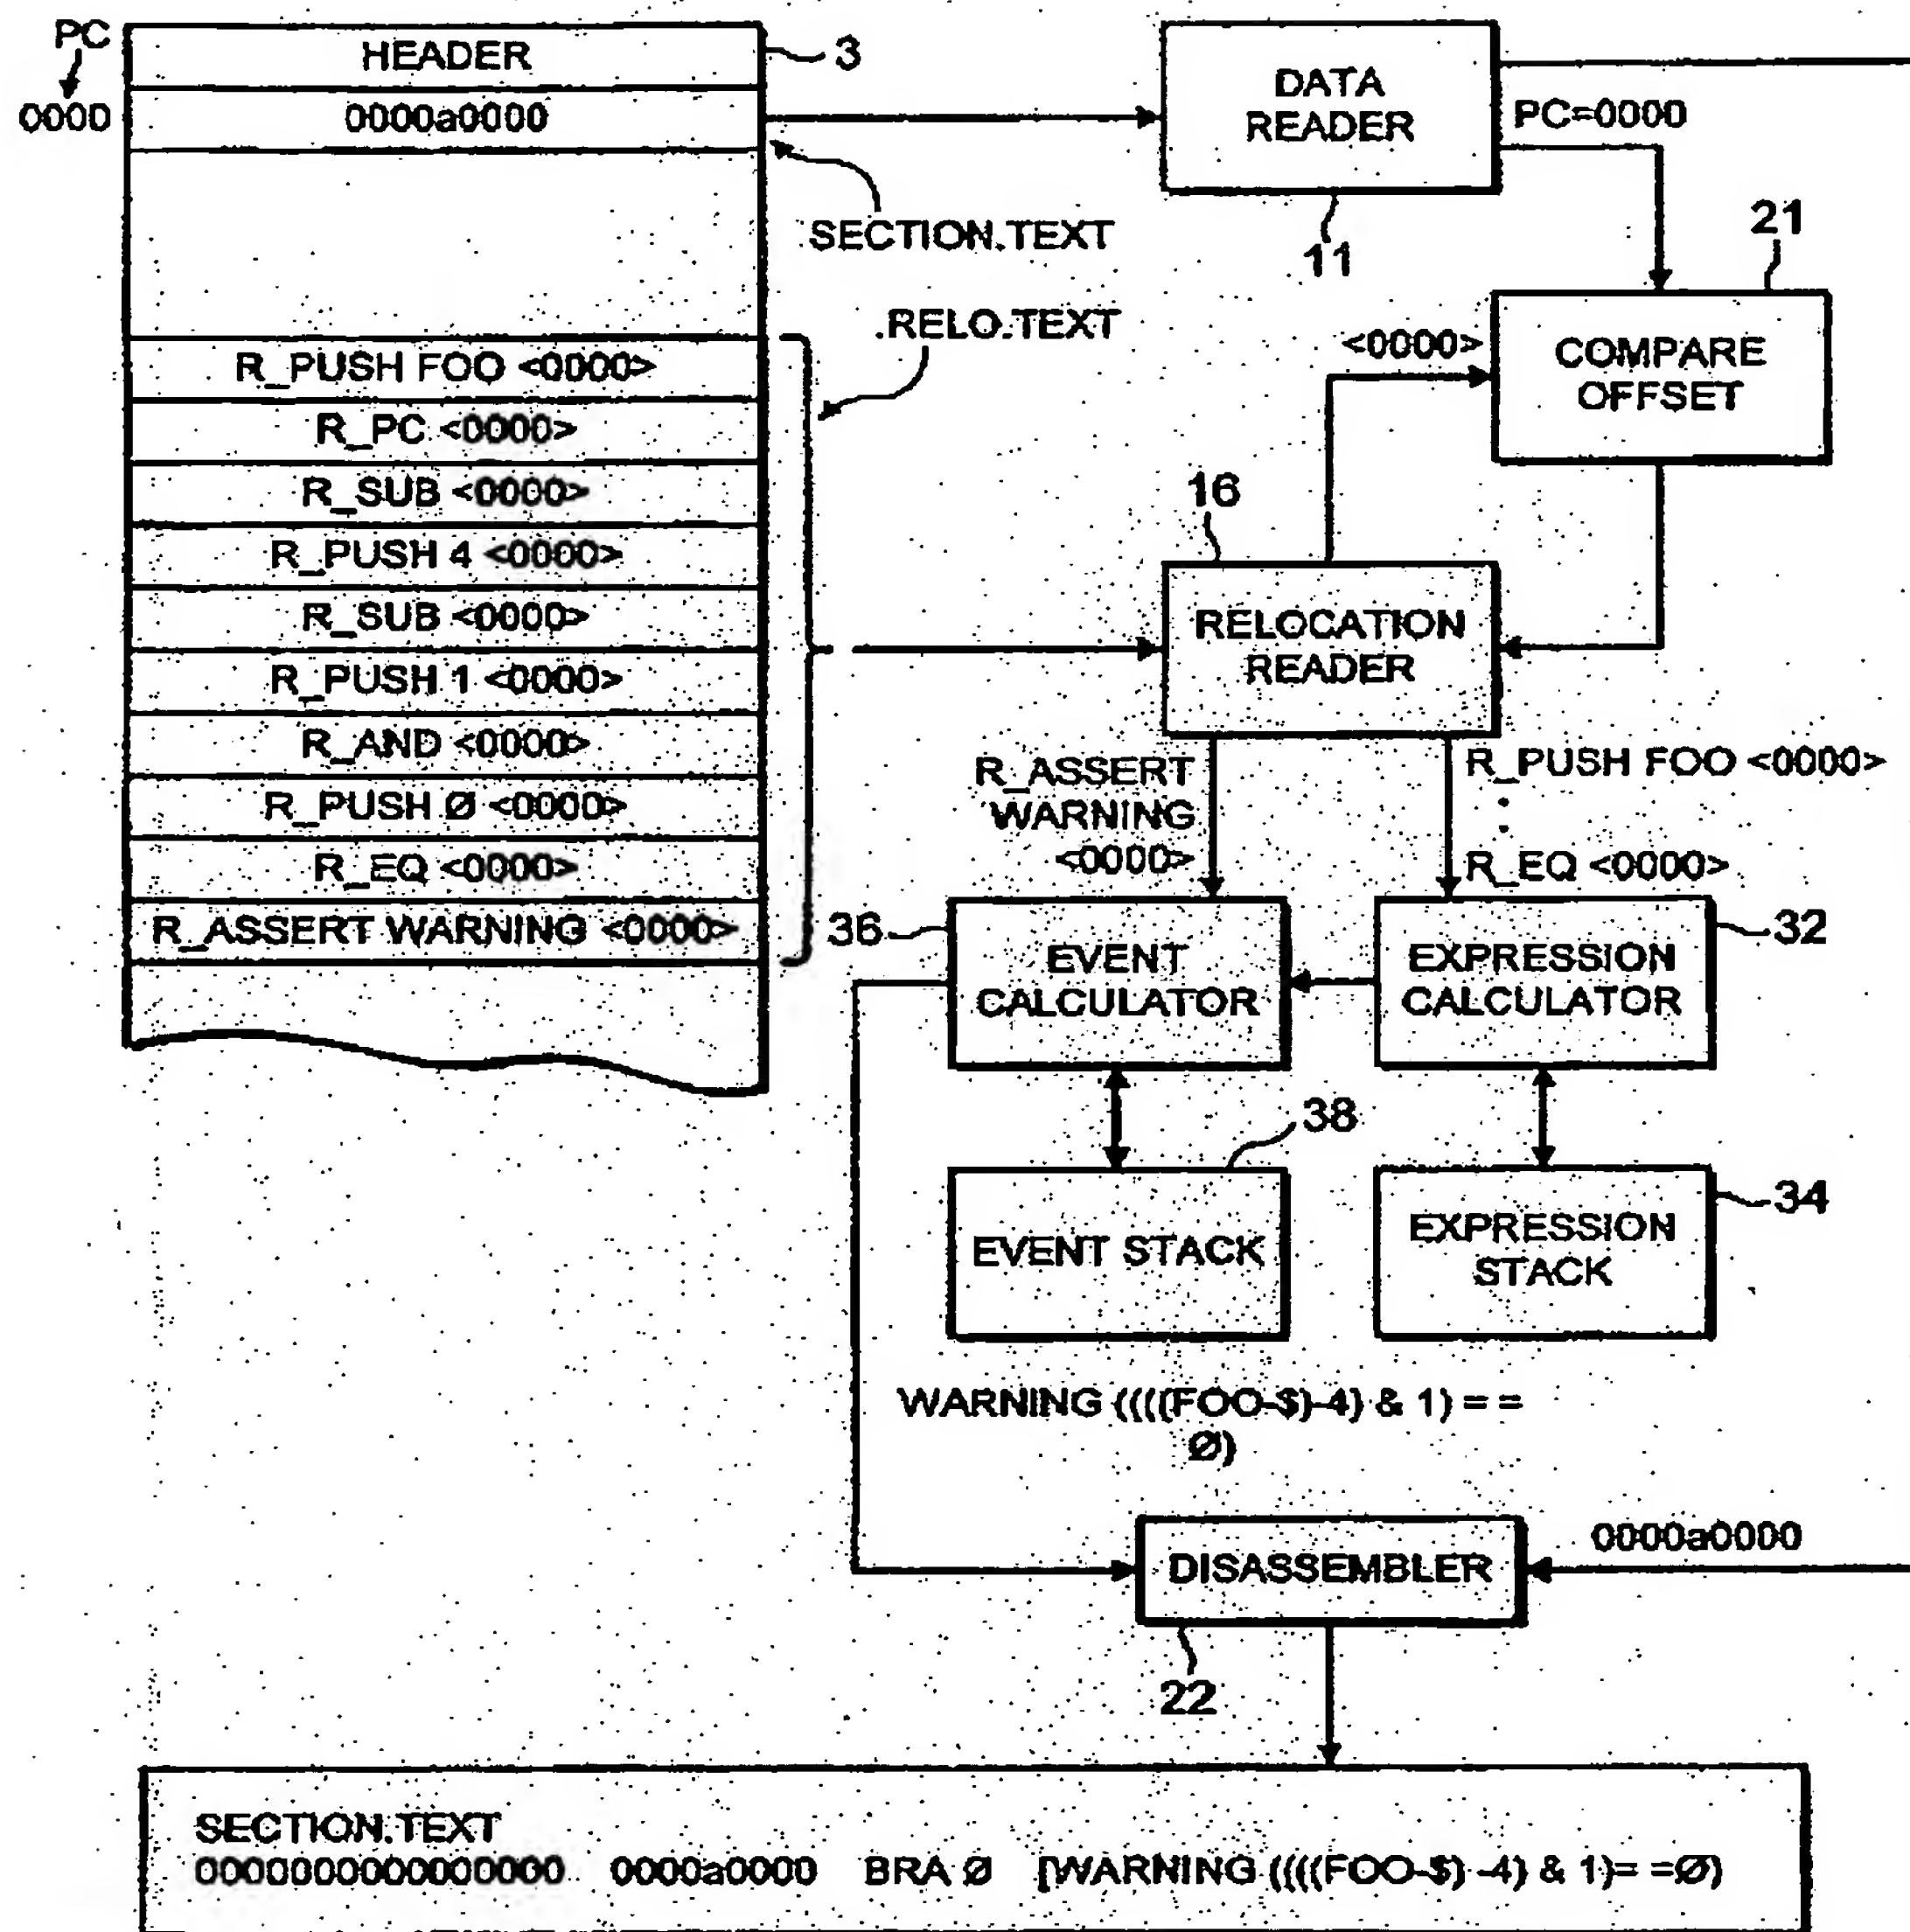 PC
0000
HEADER
3
0000a0000
SECTION.TEXT
.RELO.TEXT
R_PUSH FOO <0000>
R_PC <0000>
R_SUB <0000>
R_PUSH 4 <0000>
R_SUB <0000>
R_PUSH 1 <0000>
R_AND <0000>
R_PUSH Ø <0000>
R_EQ <0000>
R_ASSERT WARNING <0000>
DATA
READER
11
PC=0000
21
<0000>
COMPARE
OFFSET
16
RELOCATION
READER
R_ASSERT
WARNING
<0000>
R_PUSH FOO <0000>
R_EQ <0000>
36
EVENT
CALCULATOR
EXPRESSION
CALCULATOR
32
38
EVENT STACK
34
EXPRESSION
STACK
WARNING ((((FOO-$)-4) & 1) = =
Ø)
DISASSEMBLER
0000a0000
22
SECTION.TEXT
0000000000000000 0000a0000 BRA Ø [WARNING ((((FOO-$) -4) & 1)= =Ø)